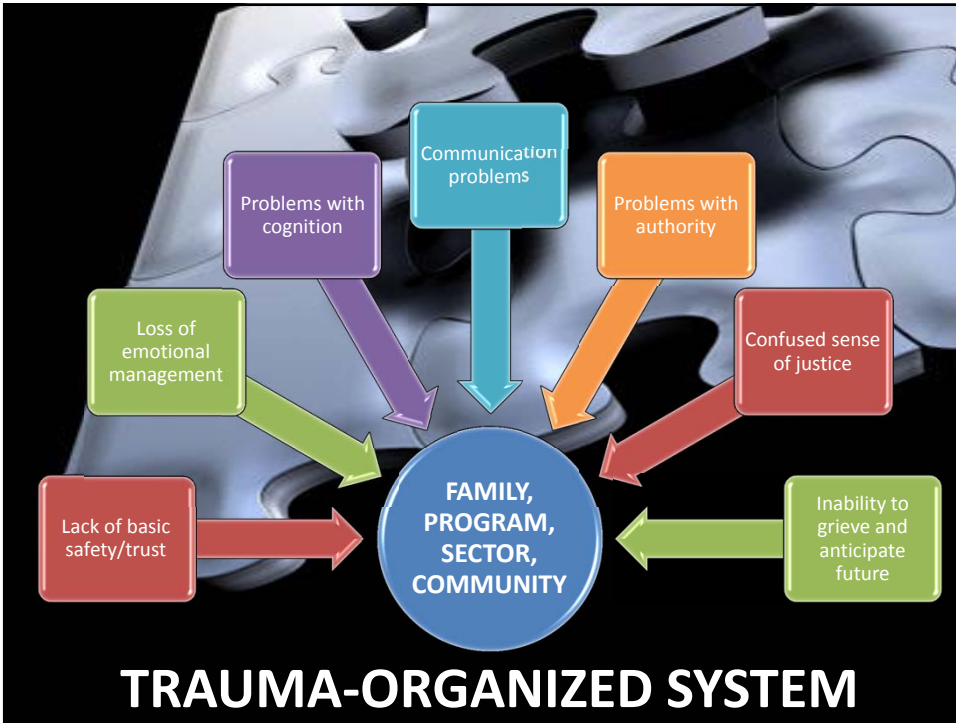 Communication
problems
Problems with
cognition
Problems with
authority
Loss of
emotional
management
Confused sense
of justice
Lack of basic
safety/trust
FAMILY,
PROGRAM,
SECTOR,
COMMUNITY
Inability to
grieve and
anticipate
future
TRAUMA-ORGANIZED SYSTEM